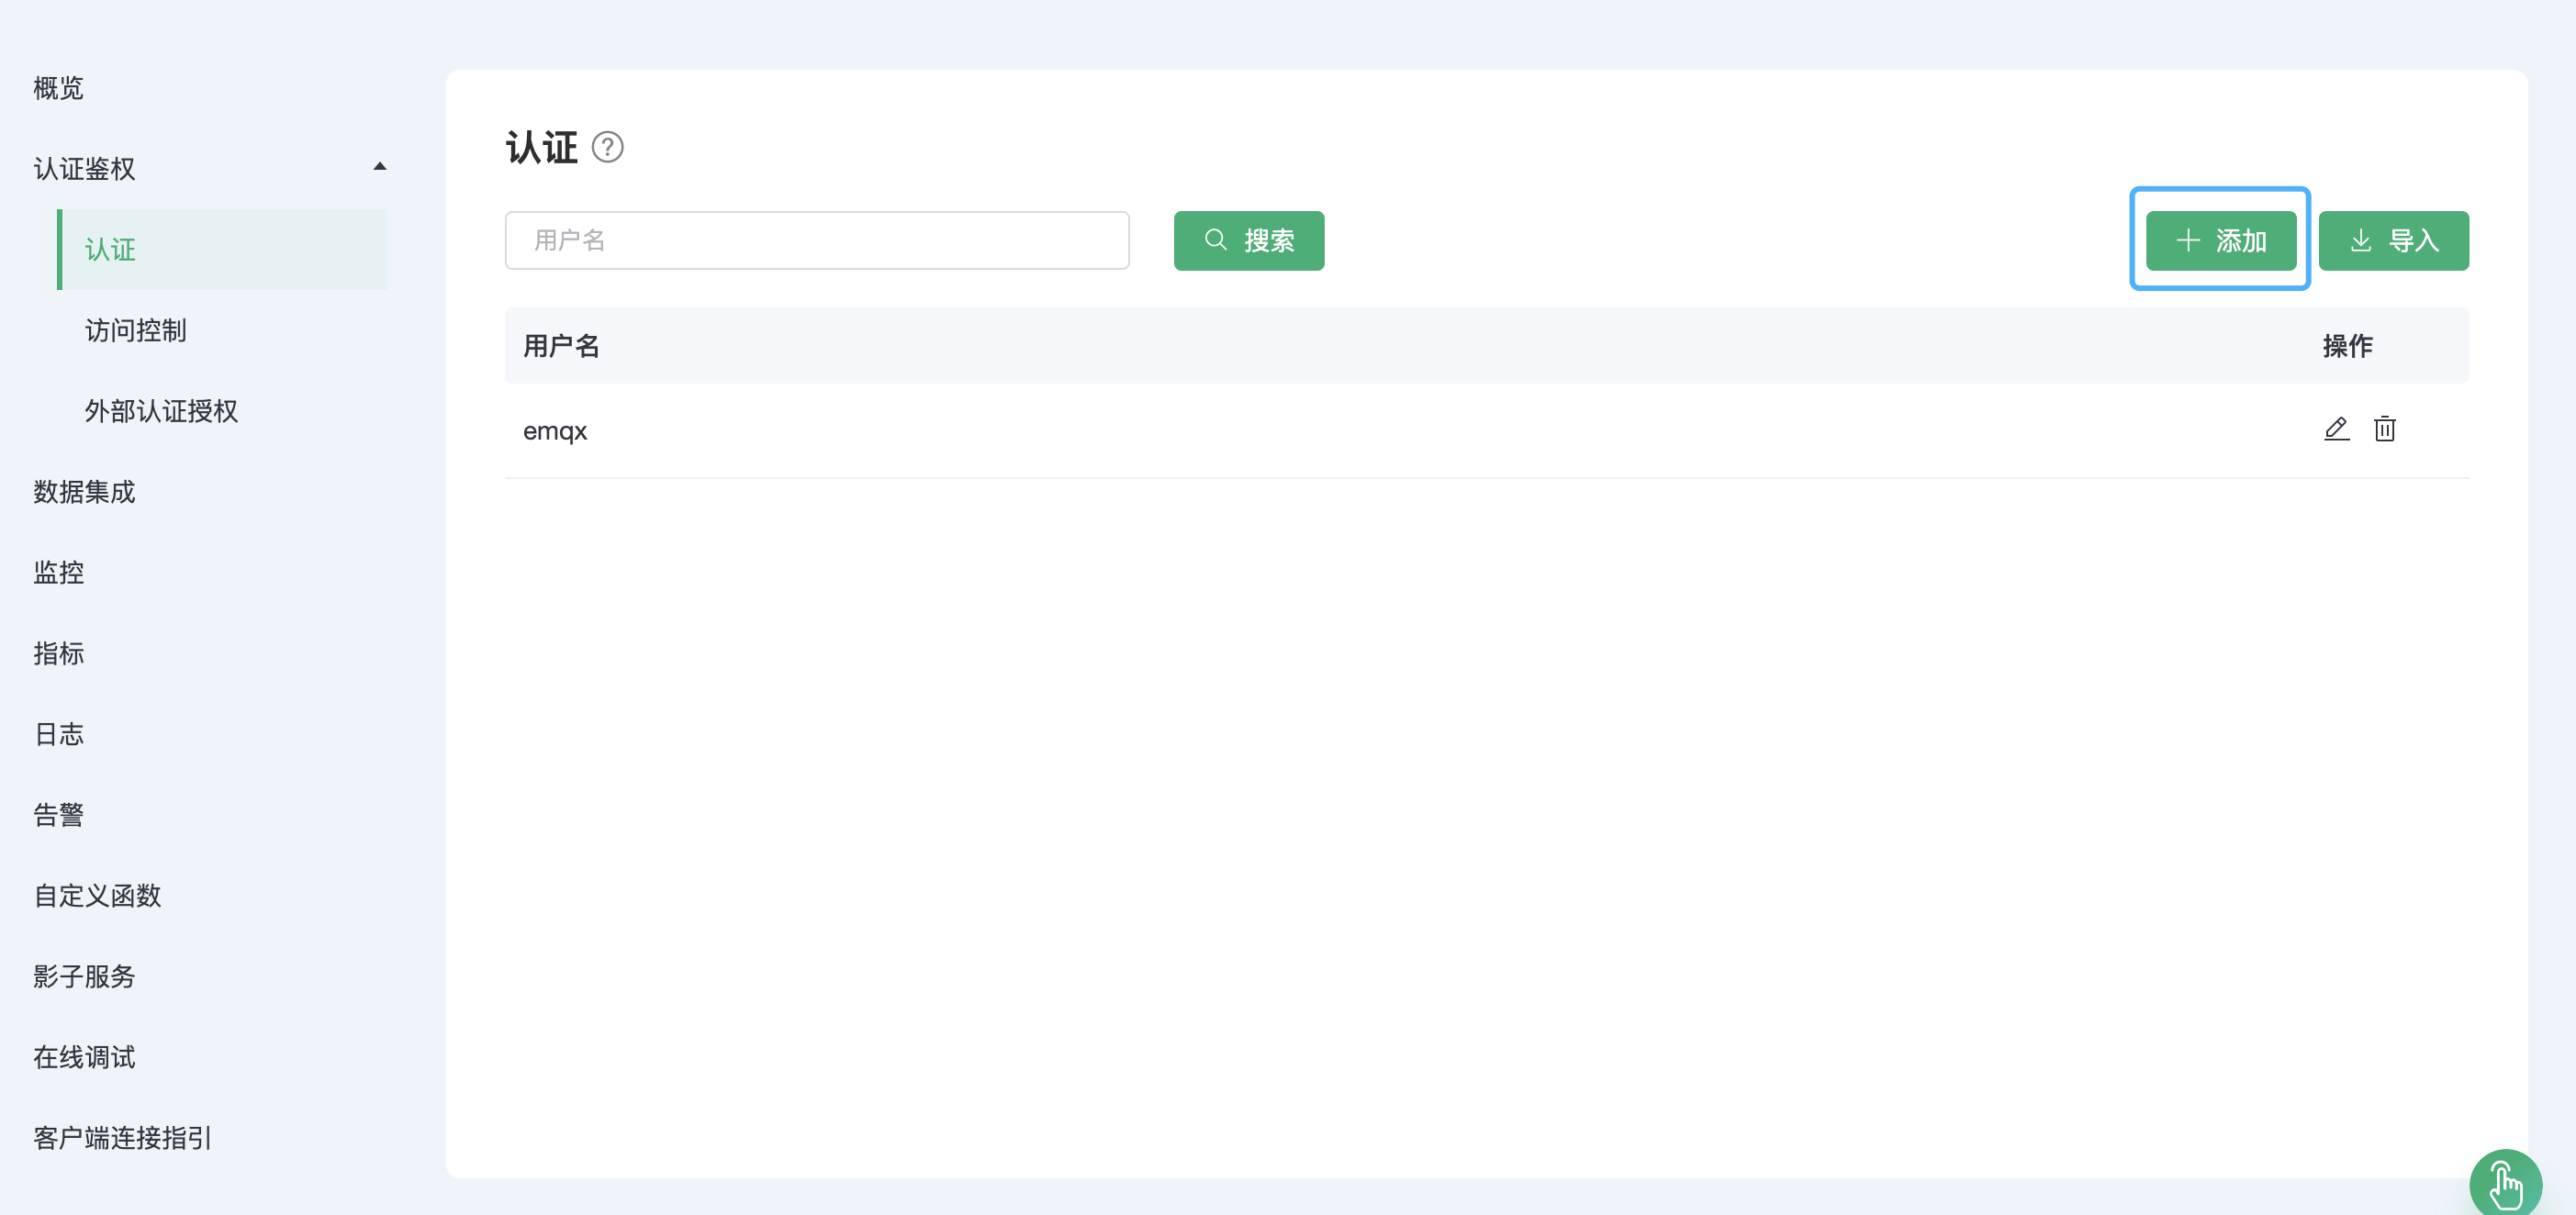 概览
认证鉴权
认证
访问控制
外部认证授权
数据集成
监控
指标
日志
告警
自定义函数
影子服务
在线调试
客户端连接指引
认证 ?
用户名 搜索 添加 导入
用户名 操作
emqx